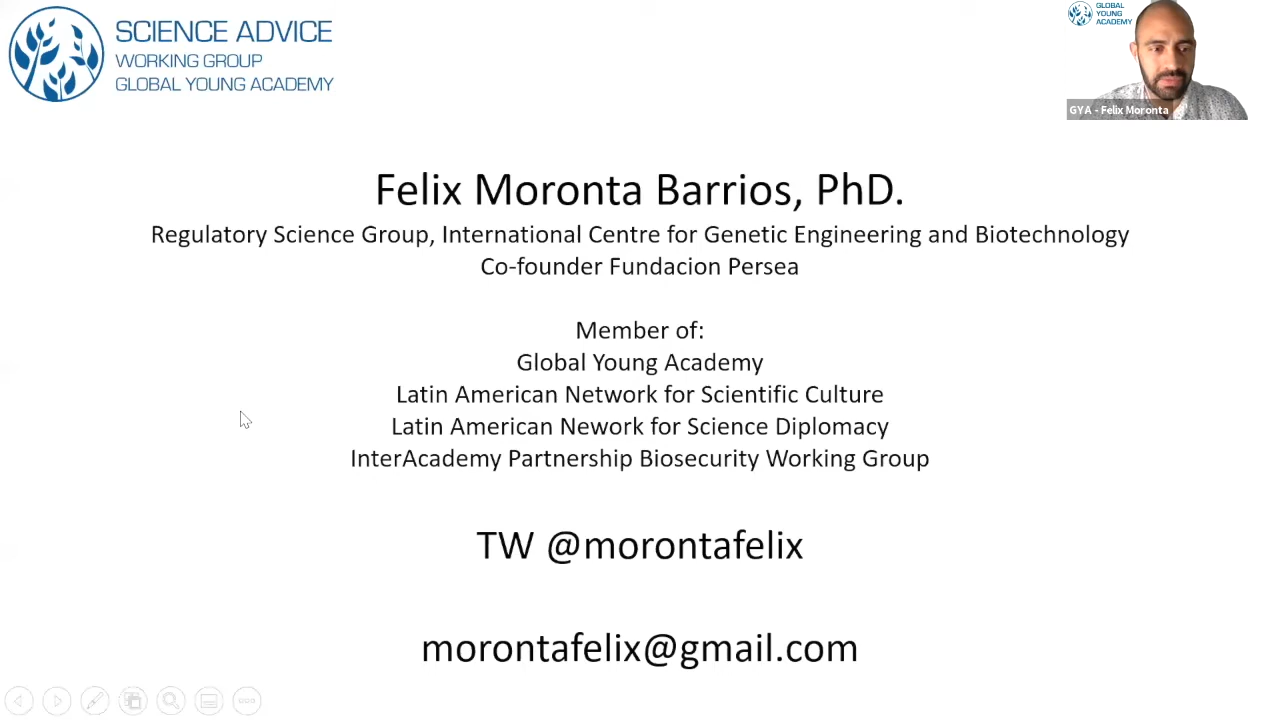 SCIENCE ADVICE
WORKING GROUP
GLOBAL YOUNG ACADEMY
GLOBAL
YOUNG
ACADEMY
GYA - Felix Moronta
Felix Moronta Barrios, PhD.
Regulatory Science Group, International Centre for Genetic Engineering and Biotechnology
Co-founder Fundacion Persea
Member of:
Global Young Academy
Latin American Network for Scientific Culture
Latin American Nework for Science Diplomacy
InterAcademy Partnership Biosecurity Working Group
TW @morontafelix
morontafelix@gmail.com